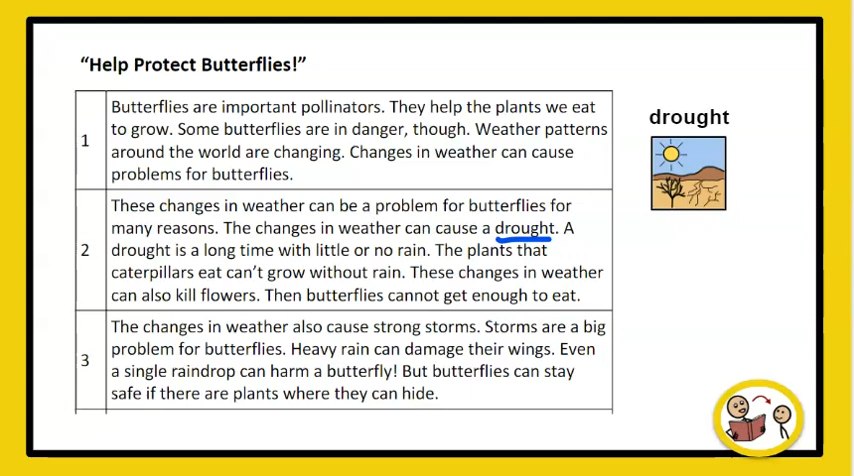 “Help Protect Butterflies!”
1
Butterflies are important pollinators. They help the plants we eat
to grow. Some butterflies are in danger, though. Weather patterns
around the world are changing. Changes in weather can cause
problems for butterflies.
2
These changes in weather can be a problem for butterflies for
many reasons. The changes in weather can cause a drought. A
drought is a long time with little or no rain. The plants that
caterpillars eat can’t grow without rain. These changes in weather
can also kill flowers. Then butterflies cannot get enough to eat.
3
The changes in weather also cause strong storms. Storms are a big
problem for butterflies. Heavy rain can damage their wings. Even
a single raindrop can harm a butterfly! But butterflies can stay
safe if there are plants where they can hide.
drought